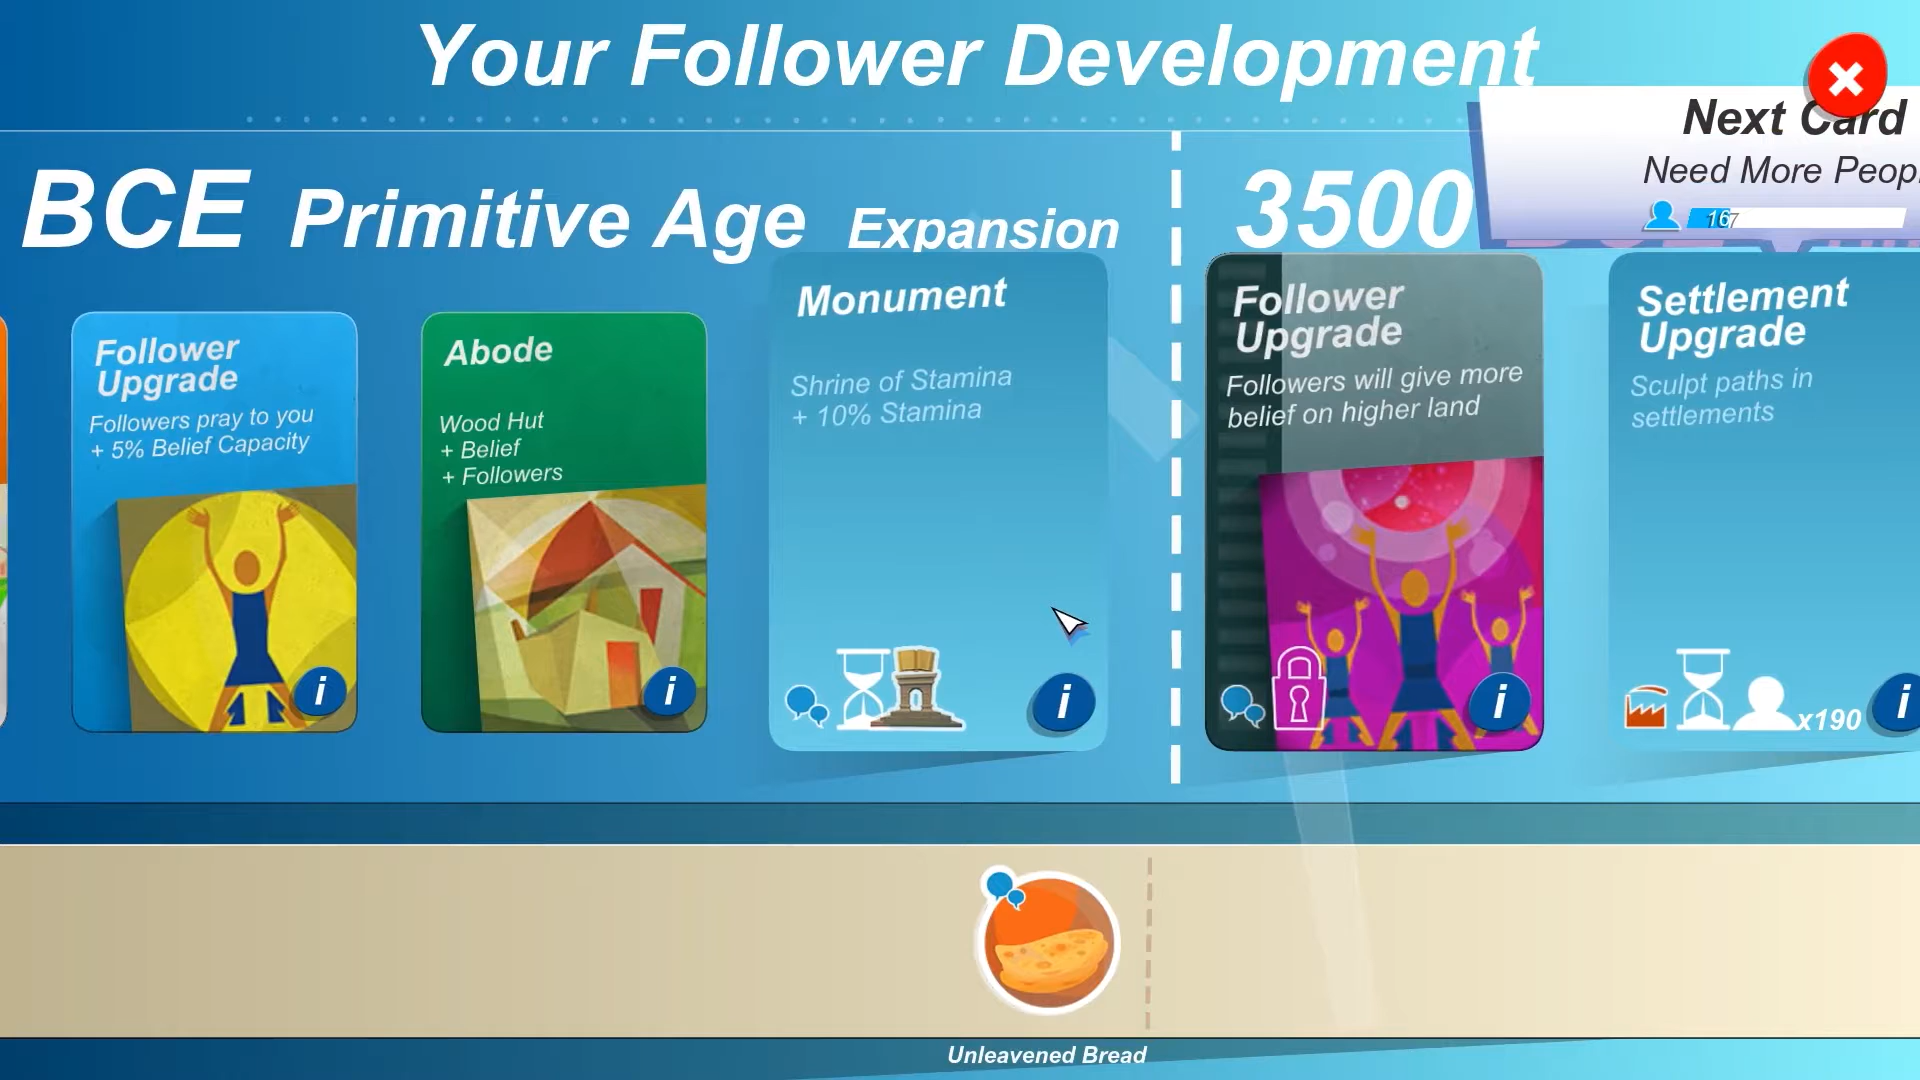 Your Follower Development
Next Card
Need More Peop
167
BCE Primitive Age Expansion
3500
Follower
Upgrade
Followers pray to you
+ 5% Belief Capacity
i
Abode
Wood Hut
+ Belief
+ Followers
i
Monument
Shrine of Stamina
+ 10% Stamina
i
Follower
Upgrade
Followers will give more
belief on higher land
i
Settlement
Upgrade
Sculpt paths in
settlements
x190
i
Unleavened Bread